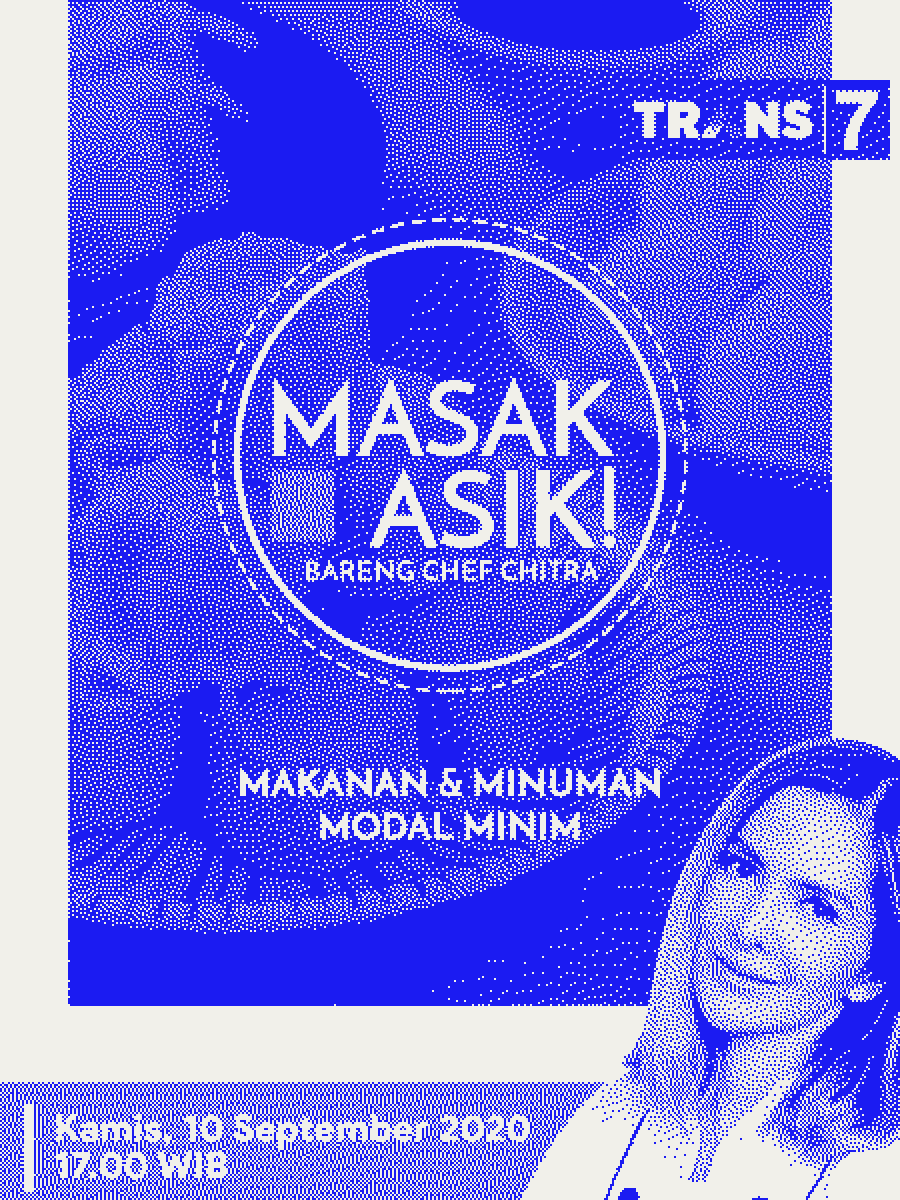 TRANS 7
MASAK
ASIK!
BARENG CHEF CHITRA
MAKANAN & MINUMAN
MODAL MINIM
Kamis, 10 September 2020
17.00 WIB